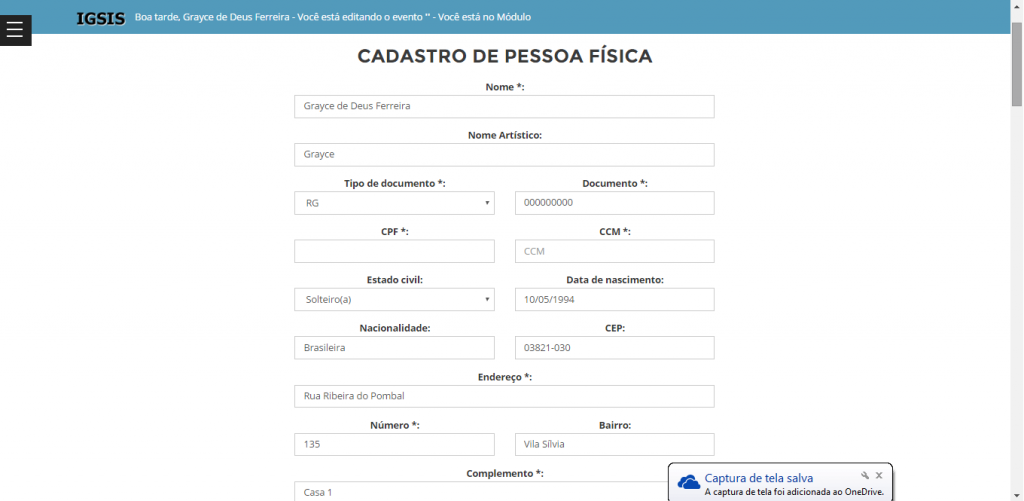 IGSIS Boa tarde, Grayce de Deus Ferreira - Você está editando o evento "" - Você está no Módulo
CADASTRO DE PESSOA FÍSICA
Nome *:
Grayce de Deus Ferreira
Nome Artístico:
Grayce
Tipo de documento *: Documento *:
RG 000000000
CPF *: CCM *:
CCM
Estado civil: Data de nascimento:
Solteiro(a) 10/05/1994
Nacionalidade: CEP:
Brasileira 03821-030
Endereço *:
Rua Ribeira do Pombal
Número *: Bairro:
135 Vila Sílvia
Complemento *:
Casa 1
Captura de tela salva
A captura de tela foi adicionada ao OneDrive.